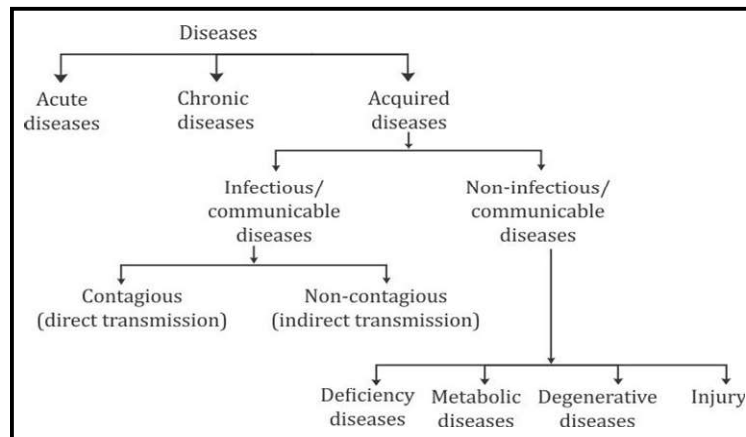 Diseases
Acute
diseases
Chronic
diseases
Acquired
diseases
Infectious/
communicable
diseases
Non-infectious/
communicable
diseases
Contagious
(direct transmission)
Non-contagious
(indirect transmission)
Deficiency
diseases
Metabolic
diseases
Degenerative
diseases
Injury